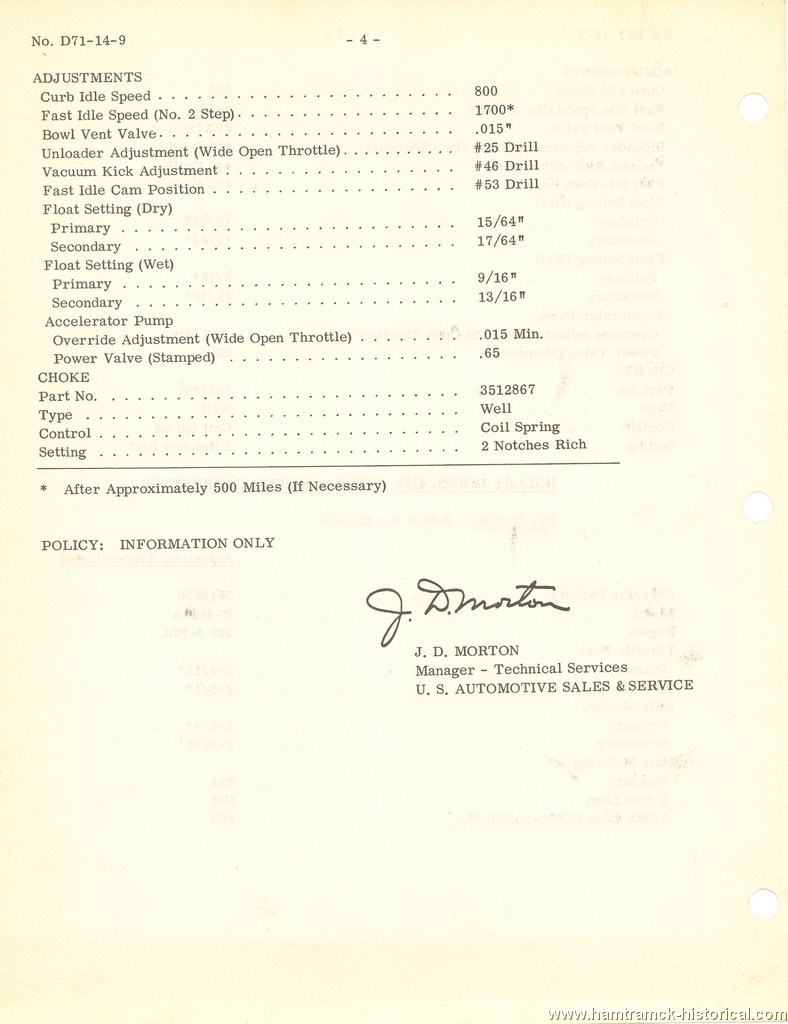 No. D71-14-9 - 4 -
ADJUSTMENTS
Curb Idle Speed . . . . . . . . . . . . . . . . . . . . . . . . . . 800
Fast Idle Speed (No. 2 Step) . . . . . . . . . . . . . . . . . . . 1700*
Bowl Vent Valve . . . . . . . . . . . . . . . . . . . . . . . . . . .015"
Unloader Adjustment (Wide Open Throttle) . . . . . . . . . . #25 Drill
Vacuum Kick Adjustment . . . . . . . . . . . . . . . . . . . . #46 Drill
Fast Idle Cam Position . . . . . . . . . . . . . . . . . . . . . #53 Drill
Float Setting (Dry)
Primary . . . . . . . . . . . . . . . . . . . . . . . . . . . . . 15/64"
Secondary . . . . . . . . . . . . . . . . . . . . . . . . . . . . 17/64"
Float Setting (Wet)
Primary . . . . . . . . . . . . . . . . . . . . . . . . . . . . . 9/16"
Secondary . . . . . . . . . . . . . . . . . . . . . . . . . . . . 13/16"
Accelerator Pump
Override Adjustment (Wide Open Throttle) . . . . . . . . .015 Min.
Power Valve (Stamped) . . . . . . . . . . . . . . . . . . . . .65
CHOKE
Part No. . . . . . . . . . . . . . . . . . . . . . . . . . . . . . 3512867
Type . . . . . . . . . . . . . . . . . . . . . . . . . . . . . . . . Well
Control . . . . . . . . . . . . . . . . . . . . . . . . . . . . . . Coil Spring
Setting . . . . . . . . . . . . . . . . . . . . . . . . . . . . . . 2 Notches Rich
* After Approximately 500 Miles (If Necessary)
POLICY: INFORMATION ONLY
J. D. Morton
J. D. MORTON
Manager - Technical Services
U. S. AUTOMOTIVE SALES & SERVICE
www.hamtramck-historical.com